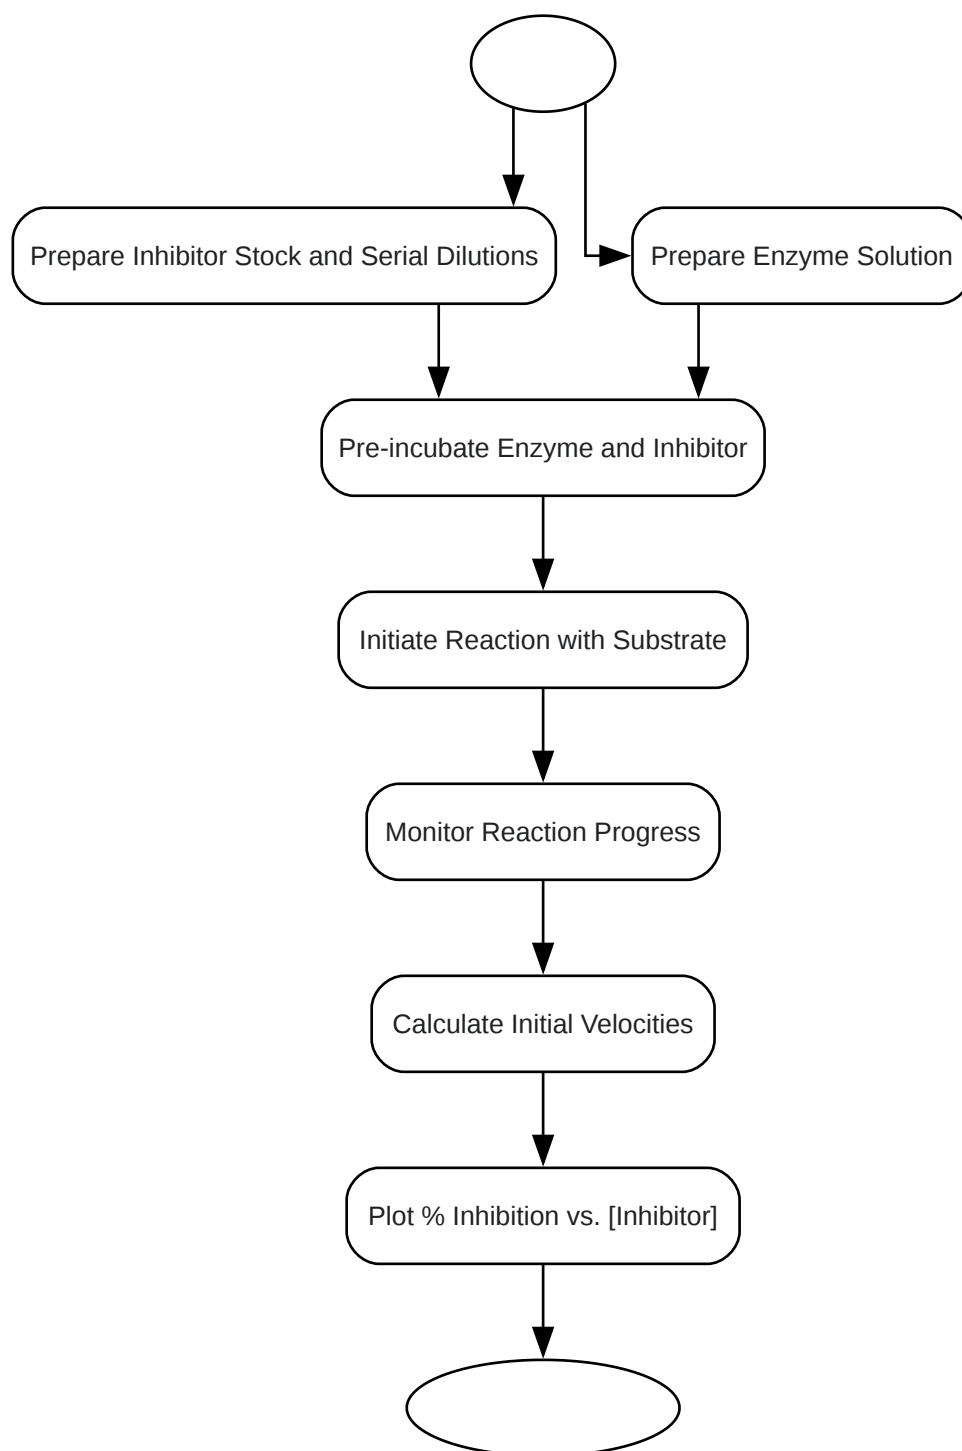 Prepare Inhibitor Stock and Serial Dilutions
Prepare Enzyme Solution
Pre-incubate Enzyme and Inhibitor
Initiate Reaction with Substrate
Monitor Reaction Progress
Calculate Initial Velocities
Plot % Inhibition vs. [Inhibitor]